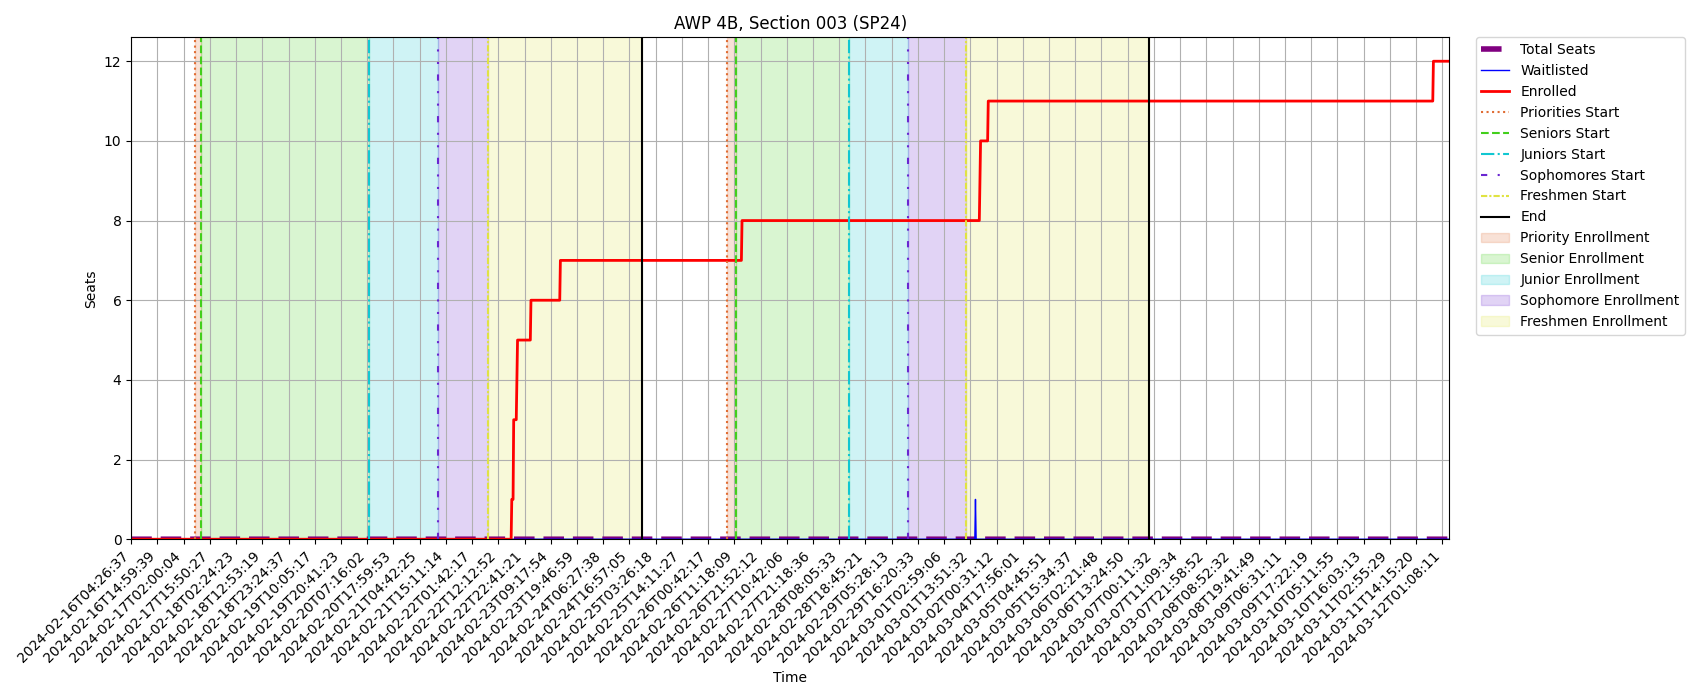 AWP 4B, Section 003 (SP24)
12
10
8
6
4
2
0
Seats
2024-02-16T04:26:37
2024-02-16T14:59:39
2024-02-17T02:00:04
2024-02-17T15:50:27
2024-02-18T02:24:23
2024-02-18T12:53:19
2024-02-18T23:24:37
2024-02-19T10:05:17
2024-02-19T20:41:23
2024-02-20T07:16:02
2024-02-20T17:59:53
2024-02-21T04:42:25
2024-02-21T15:11:14
2024-02-22T01:42:17
2024-02-22T12:12:52
2024-02-22T22:41:21
2024-02-23T09:17:54
2024-02-23T19:46:59
2024-02-24T06:27:38
2024-02-24T16:57:05
2024-02-25T03:26:18
2024-02-25T14:11:27
2024-02-26T00:42:17
2024-02-26T11:18:09
2024-02-26T21:52:12
2024-02-27T10:42:06
2024-02-27T21:18:36
2024-02-28T08:05:33
2024-02-28T18:45:21
2024-02-29T05:28:13
2024-02-29T16:20:33
2024-03-01T02:59:06
2024-03-01T13:51:32
2024-03-02T00:31:12
2024-03-04T17:56:01
2024-03-05T04:45:51
2024-03-05T15:34:37
2024-03-06T02:21:48
2024-03-06T13:24:50
2024-03-07T00:11:32
2024-03-07T11:09:34
2024-03-07T21:58:52
2024-03-08T08:52:32
2024-03-08T19:41:49
2024-03-09T06:31:11
2024-03-09T17:22:19
2024-03-10T05:11:55
2024-03-10T16:03:13
2024-03-11T02:55:29
2024-03-11T14:15:20
2024-03-12T01:08:11
Time
Total Seats
Waitlisted
Enrolled
Priorities Start
Seniors Start
Juniors Start
Sophomores Start
Freshmen Start
End
Priority Enrollment
Senior Enrollment
Junior Enrollment
Sophomore Enrollment
Freshmen Enrollment